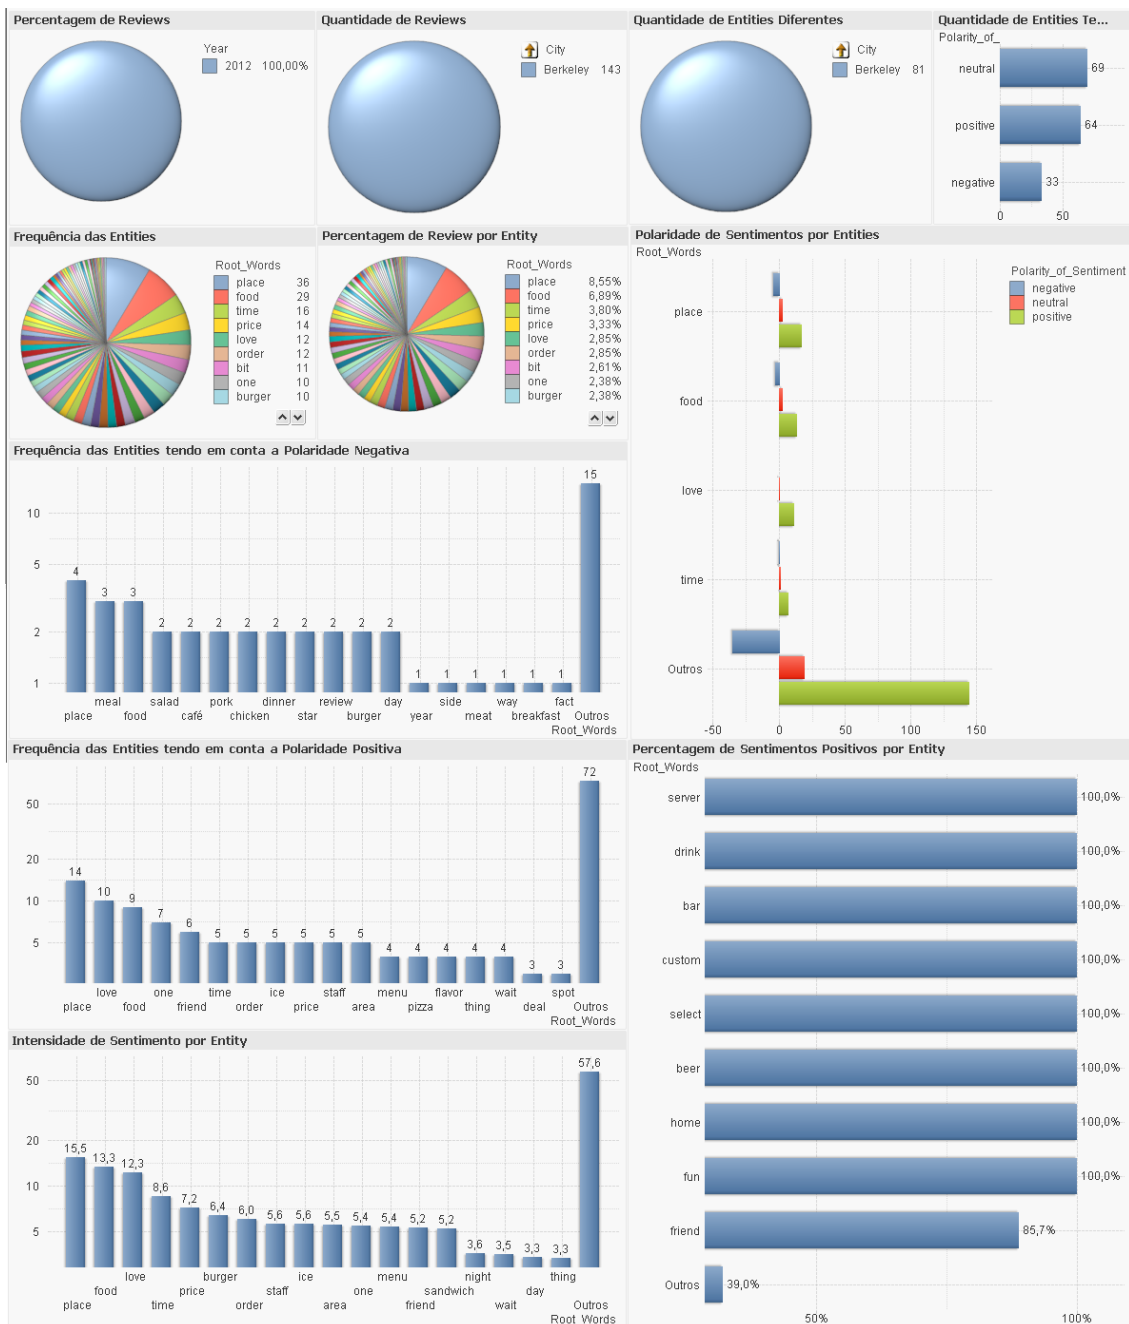 Percentagem de Reviews
Year
2012 100,00%
Quantidade de Reviews
City
Berkeley 143
Quantidade de Entities Diferentes
City
Berkeley 81
Quantidade de Entities Te...
Polarity_of_
neutral 69
positive 64
negative 33
0 50
Frequência das Entities
Root_Words
place 36
food 29
time 16
price 14
love 12
order 12
bit 11
one 10
burger 10
Percentagem de Review por Entity
Root_Words
place 8,55%
food 6,89%
time 3,80%
price 3,33%
love 2,85%
order 2,85%
bit 2,61%
one 2,38%
burger 2,38%
Polaridade de Sentimentos por Entities
Root_Words
Polarity_of_Sentiment
negative
neutral
positive
place
food
love
time
Outros
-50 0 50 100 150
Frequência das Entities tendo em conta a Polaridade Negativa
10
5
2
1
4 3 3 2 2 2 2 2 2 2 2 2 1 1 1 1 1 1 15
meal salad pork dinner review day side way fact
place food café chicken star burger year meat breakfast Outros
Root_Words
Frequência das Entities tendo em conta a Polaridade Positiva
50
20
10
5
14 10 9 7 6 5 5 5 5 5 5 4 4 4 4 4 3 3 72
love one time ice staff menu flavor wait spot
place food friend order price area pizza thing deal Outros
Root_Words
Percentagem de Sentimentos Positivos por Entity
Root_Words
server 100,0%
drink 100,0%
bar 100,0%
custom 100,0%
select 100,0%
beer 100,0%
home 100,0%
fun 100,0%
friend 85,7%
Outros 39,0%
50% 100%
Intensidade de Sentimento por Entity
50
20
10
5
15,5 13,3 12,3 8,6 7,2 6,4 6,0 5,6 5,6 5,5 5,4 5,4 5,2 5,2 3,6 3,5 3,3 3,3 57,6
love burger ice menu night thing
food price staff one sandwich day
place time order area friend wait Outros
Root_Words